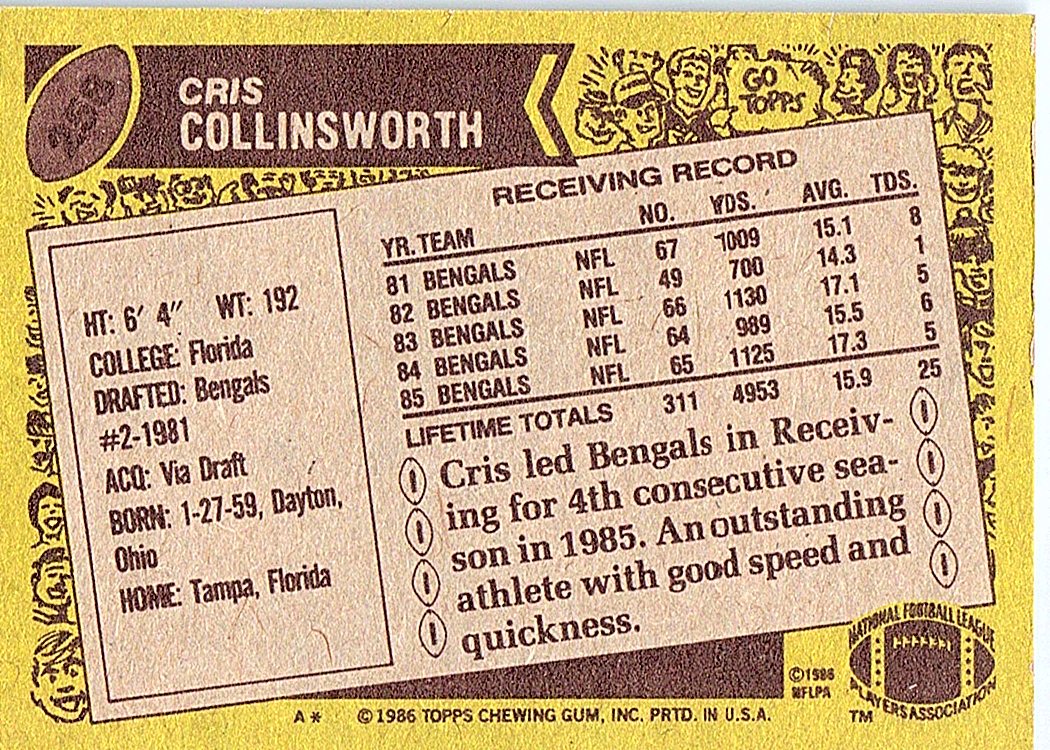 258
CRIS
COLLINSWORTH
GO
TOPPS
RECEIVING RECORD
YR. TEAM NO. YDS. AVG. TDS.
81 BENGALS NFL 67 1009 15.1 8
82 BENGALS NFL 49 700 14.3 1
83 BENGALS NFL 66 1130 17.1 5
84 BENGALS NFL 64 989 15.5 6
85 BENGALS NFL 65 1125 17.3 5
LIFETIME TOTALS 311 4953 15.9 25
HT: 6' 4" WT: 192
COLLEGE: Florida
DRAFTED: Bengals
#2-1981
ACQ: Via Draft
BORN: 1-27-59, Dayton,
Ohio
HOME: Tampa, Florida
Cris led Bengals in Receiv-
ing for 4th consecutive sea-
son in 1985. An outstanding
athlete with good speed and
quickness.
NATIONAL FOOTBALL LEAGUE
PLAYERS ASSOCIATION
TM
©1986
NFLPA
A* ©1986 TOPPS CHEWING GUM, INC. PRTD. IN U.S.A.